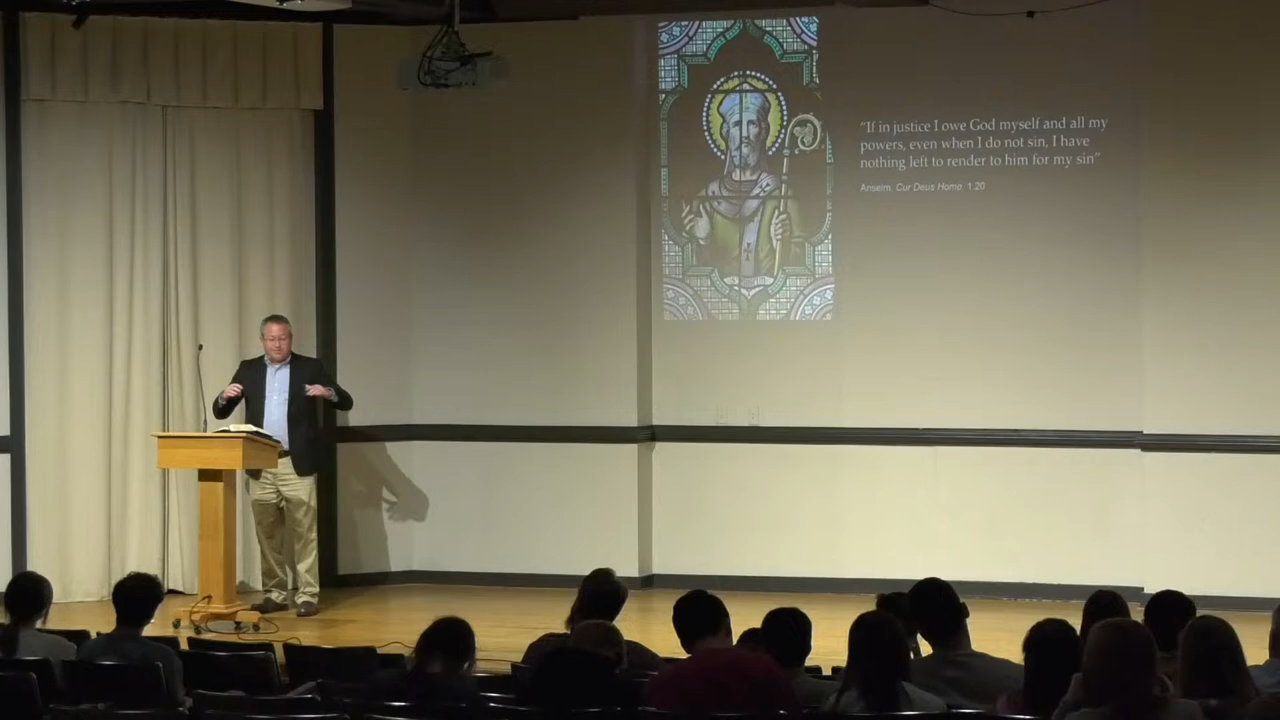 “If in justice I owe God myself and all my
powers, even when I do not sin, I have
nothing left to render to him for my sin”
Anselm Cur Deus Homo 1.20